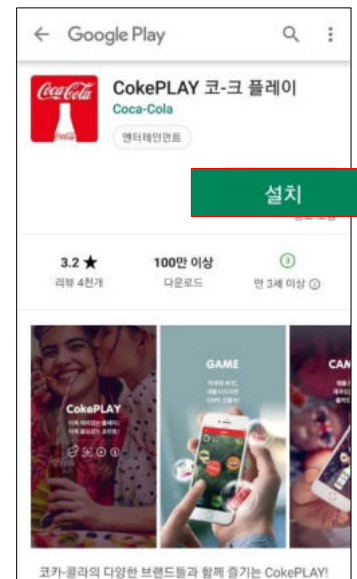 Google Play
Coca-Cola
CokePLAY 코-크 플레이
Coca-Cola
엔터테인먼트
설치
3.2 ★
100만 이상
3
리뷰 4천개
다운로드
만 3세 이상
CokePLAY
GAME
코카-콜라의 다양한 브랜드들과 함께 즐기는 CokePLAY!